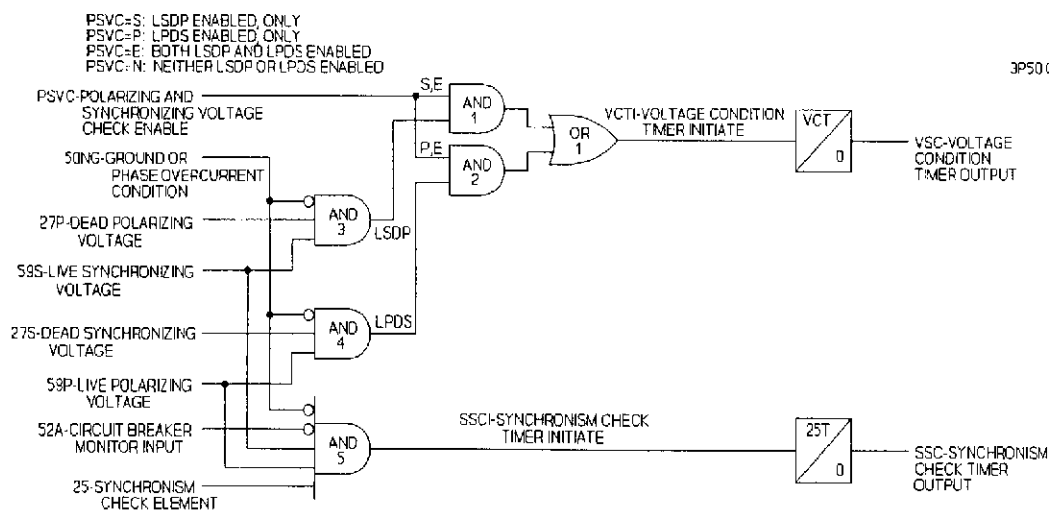 PSVC=S: LSDP ENABLED, ONLY
PSVC=P: LPDS ENABLED, ONLY
PSVC=E: BOTH LSDP AND LPDS ENABLED
PSVC=N: NEITHER LSDP OR LPDS ENABLED
3P50
PSVC-POLARIZING AND
SYNCHRONIZING VOLTAGE
CHECK ENABLE
S,E
AND
1
P,E
AND
2
OR
1
VCTI-VOLTAGE CONDITION
TIMER INITIATE
VCT
0
VSC-VOLTAGE
CONDITION
TIMER OUTPUT
50NG-GROUND OR
PHASE OVERCURRENT
CONDITION
27P-DEAD POLARIZING
VOLTAGE
AND
3
LSDP
59S-LIVE SYNCHRONIZING
VOLTAGE
27S-DEAD SYNCHRONIZING
VOLTAGE
AND
4
LPDS
59P-LIVE POLARIZING
VOLTAGE
52A-CIRCUIT BREAKER
MONITOR INPUT
AND
5
SSCI-SYNCHRONISM CHECK
TIMER INITIATE
25T
0
SSC-SYNCHRONISM
CHECK TIMER
OUTPUT
25-SYNCHRONISM
CHECK ELEMENT